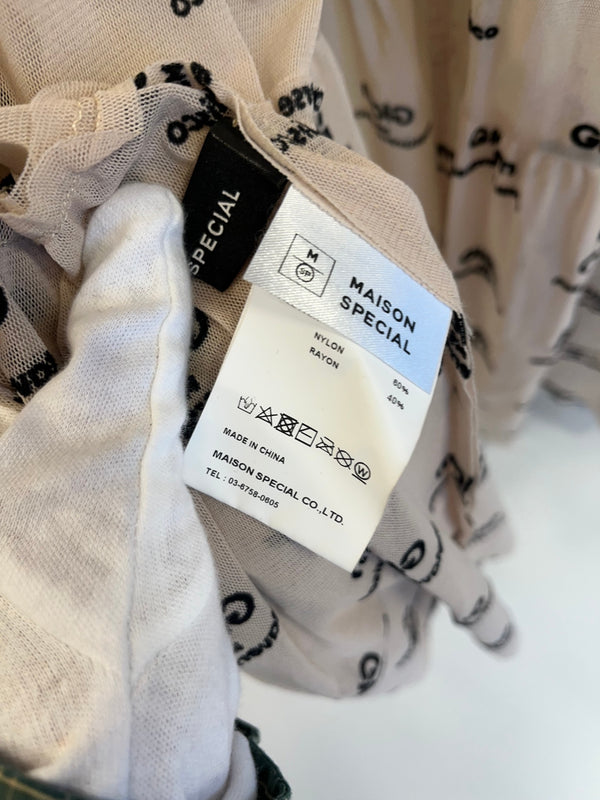 SPECIAL
M
SP
MAISON
SPECIAL
NYLON 60%
RAYON 40%
MADE IN CHINA
MAISON SPECIAL CO.,LTD.
TEL : 03-6758-0605